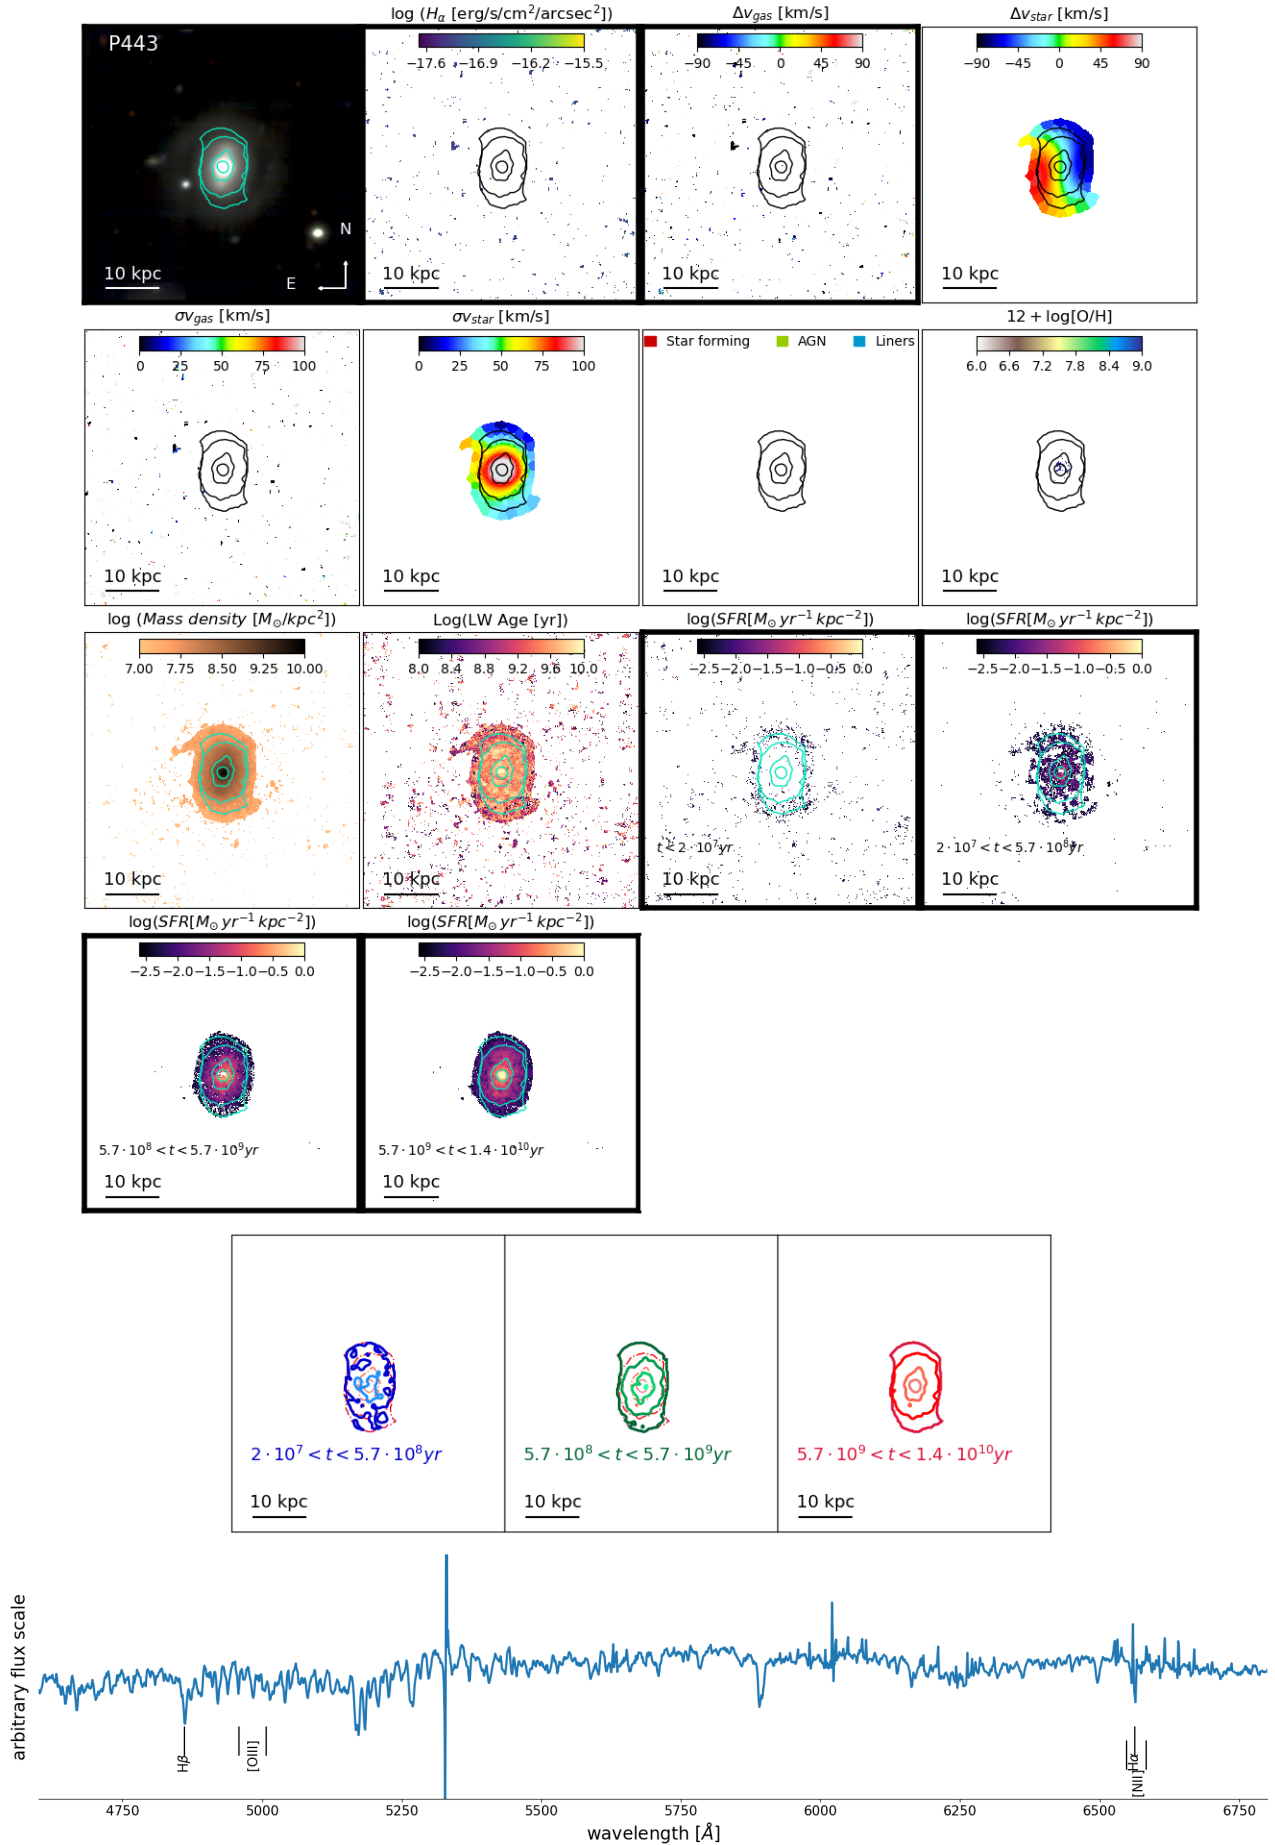 log (Hα [erg/s/cm²/arcsec²])
Δv_gas [km/s]
Δv_star [km/s]
P443
−17.6 −16.9 −16.2 −15.5
−90 −45 0 45 90
−90 −45 0 45 90
N
E
10 kpc
10 kpc
10 kpc
10 kpc
σv_gas [km/s]
σv_star [km/s]
12 + log[O/H]
0 25 50 75 100
0 25 50 75 100
Star forming AGN Liners
6.0 6.6 7.2 7.8 8.4 9.0
10 kpc
10 kpc
10 kpc
10 kpc
log (Mass density [M⊙/kpc²])
Log(LW Age [yr])
log(SFR[M⊙ yr⁻¹ kpc⁻²])
log(SFR[M⊙ yr⁻¹ kpc⁻²])
7.00 7.75 8.50 9.25 10.00
8.0 8.4 8.8 9.2 9.6 10.0
−2.5 −2.0 −1.5 −1.0 −0.5 0.0
−2.5 −2.0 −1.5 −1.0 −0.5 0.0
t < 2 · 10⁷yr
2 · 10⁷ < t < 5.7 · 10⁸yr
10 kpc
10 kpc
10 kpc
10 kpc
log(SFR[M⊙ yr⁻¹ kpc⁻²])
log(SFR[M⊙ yr⁻¹ kpc⁻²])
−2.5 −2.0 −1.5 −1.0 −0.5 0.0
−2.5 −2.0 −1.5 −1.0 −0.5 0.0
5.7 · 10⁸ < t < 5.7 · 10⁹yr
5.7 · 10⁹ < t < 1.4 · 10¹⁰yr
10 kpc
10 kpc
2 · 10⁷ < t < 5.7 · 10⁸yr
5.7 · 10⁸ < t < 5.7 · 10⁹yr
5.7 · 10⁹ < t < 1.4 · 10¹⁰yr
10 kpc
10 kpc
10 kpc
arbitrary flux scale
Hβ
[OIII]
Hα
[NII]
4750 5000 5250 5500 5750 6000 6250 6500 6750
wavelength [Å]